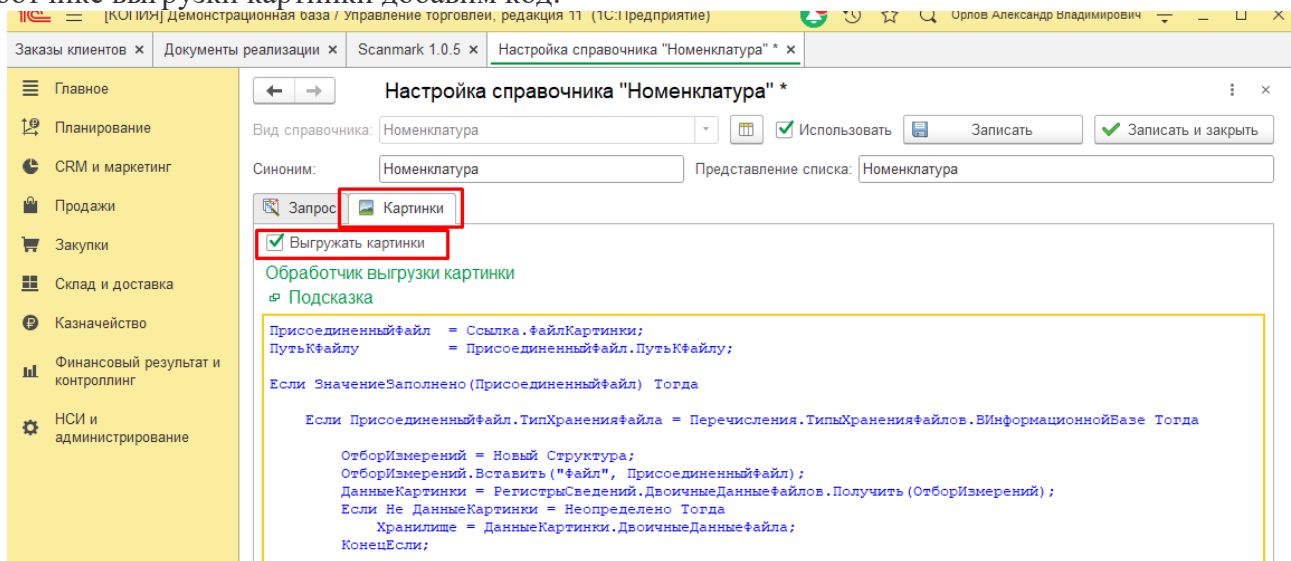 ботчике выгрузки картинки добавим код:
[КОПИЯ] Демонстрационная база / Управление торговлей, редакция 11 (1С:Предприятие) Орлов Александр Владимирович
Заказы клиентов × Документы реализации × Scanmark 1.0.5 × Настройка справочника "Номенклатура" * ×
Главное
Планирование
CRM и маркетинг
Продажи
Закупки
Склад и доставка
Казначейство
Финансовый результат и
контроллинг
НСИ и
администрирование
Настройка справочника "Номенклатура" *
Вид справочника: Номенклатура Использовать Записать Записать и закрыть
Синоним: Номенклатура Представление списка: Номенклатура
Запрос Картинки
Выгружать картинки
Обработчик выгрузки картинки
Подсказка
ПрисоединенныйФайл = Ссылка.ФайлКартинки;
ПутьКФайлу = ПрисоединенныйФайл.ПутьКФайлу;
Если ЗначениеЗаполнено(ПрисоединенныйФайл) Тогда
Если ПрисоединенныйФайл.ТипХраненияФайла = Перечисления.ТипыХраненияФайлов.ВИнформационнойБазе Тогда
ОтборИзмерений = Новый Структура;
ОтборИзмерений.Вставить("Файл", ПрисоединенныйФайл);
ДанныеКартинки = РегистрыСведений.ДвоичныеДанныеФайлов.Получить(ОтборИзмерений);
Если Не ДанныеКартинки = Неопределено Тогда
Хранилище = ДанныеКартинки.ДвоичныеДанныеФайла;
КонецЕсли;